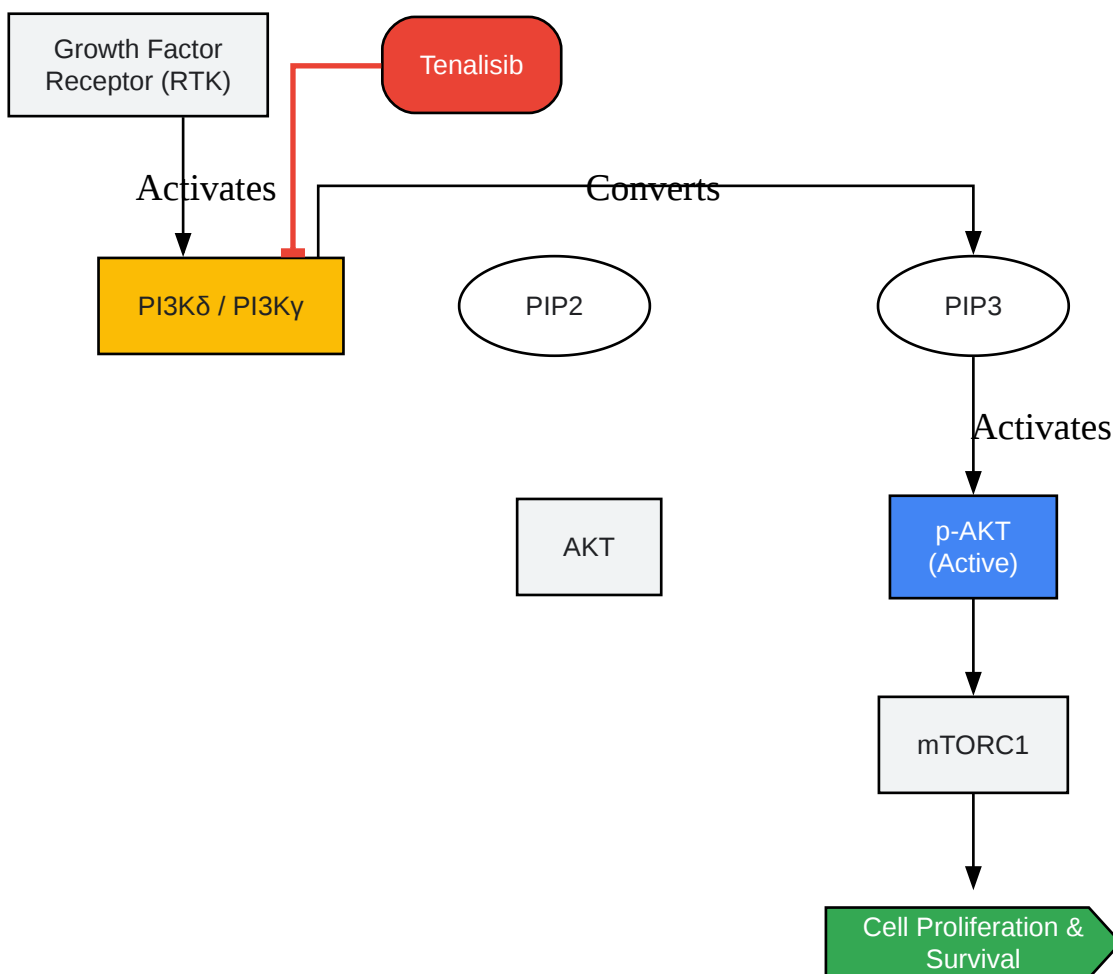 Growth Factor
Receptor (RTK)
Tenalisib
Activates
Converts
PI3Kδ / PI3Kγ
PIP2
PIP3
Activates
AKT
p-AKT
(Active)
mTORC1
Cell Proliferation &
Survival